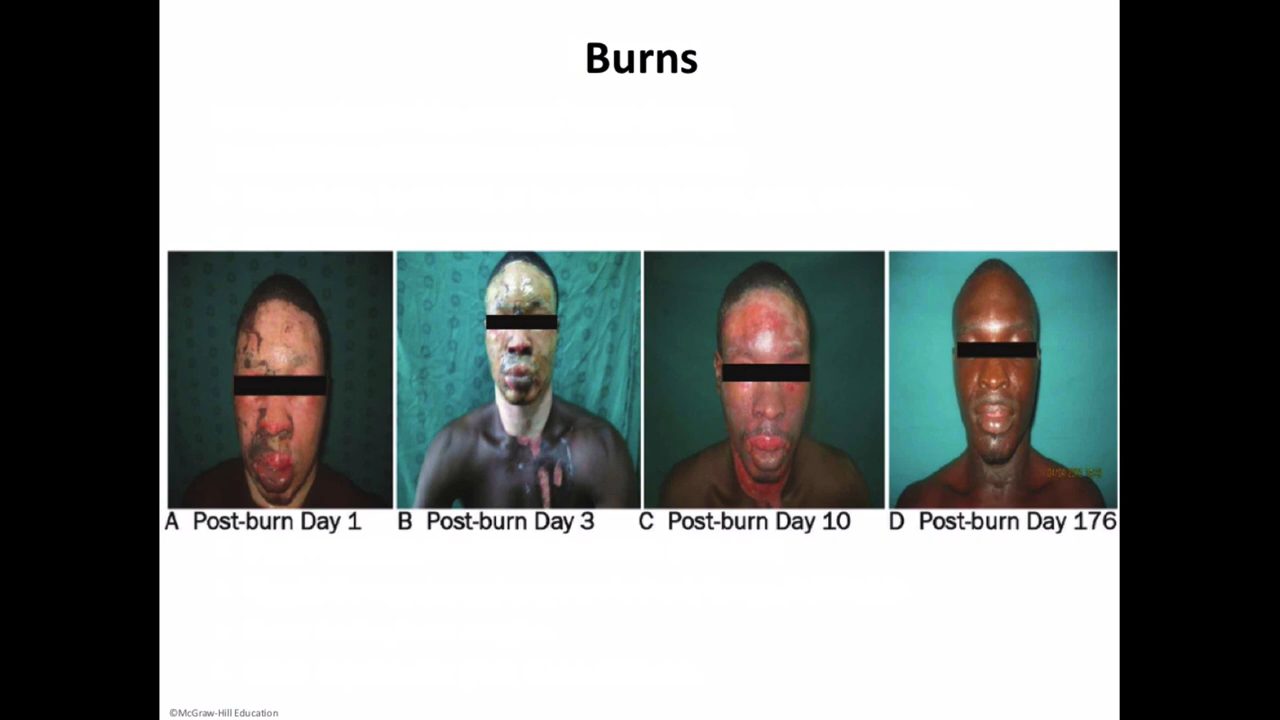 Burns
A Post-burn Day 1
B Post-burn Day 3
C Post-burn Day 10
D Post-burn Day 176
©McGraw-Hill Education